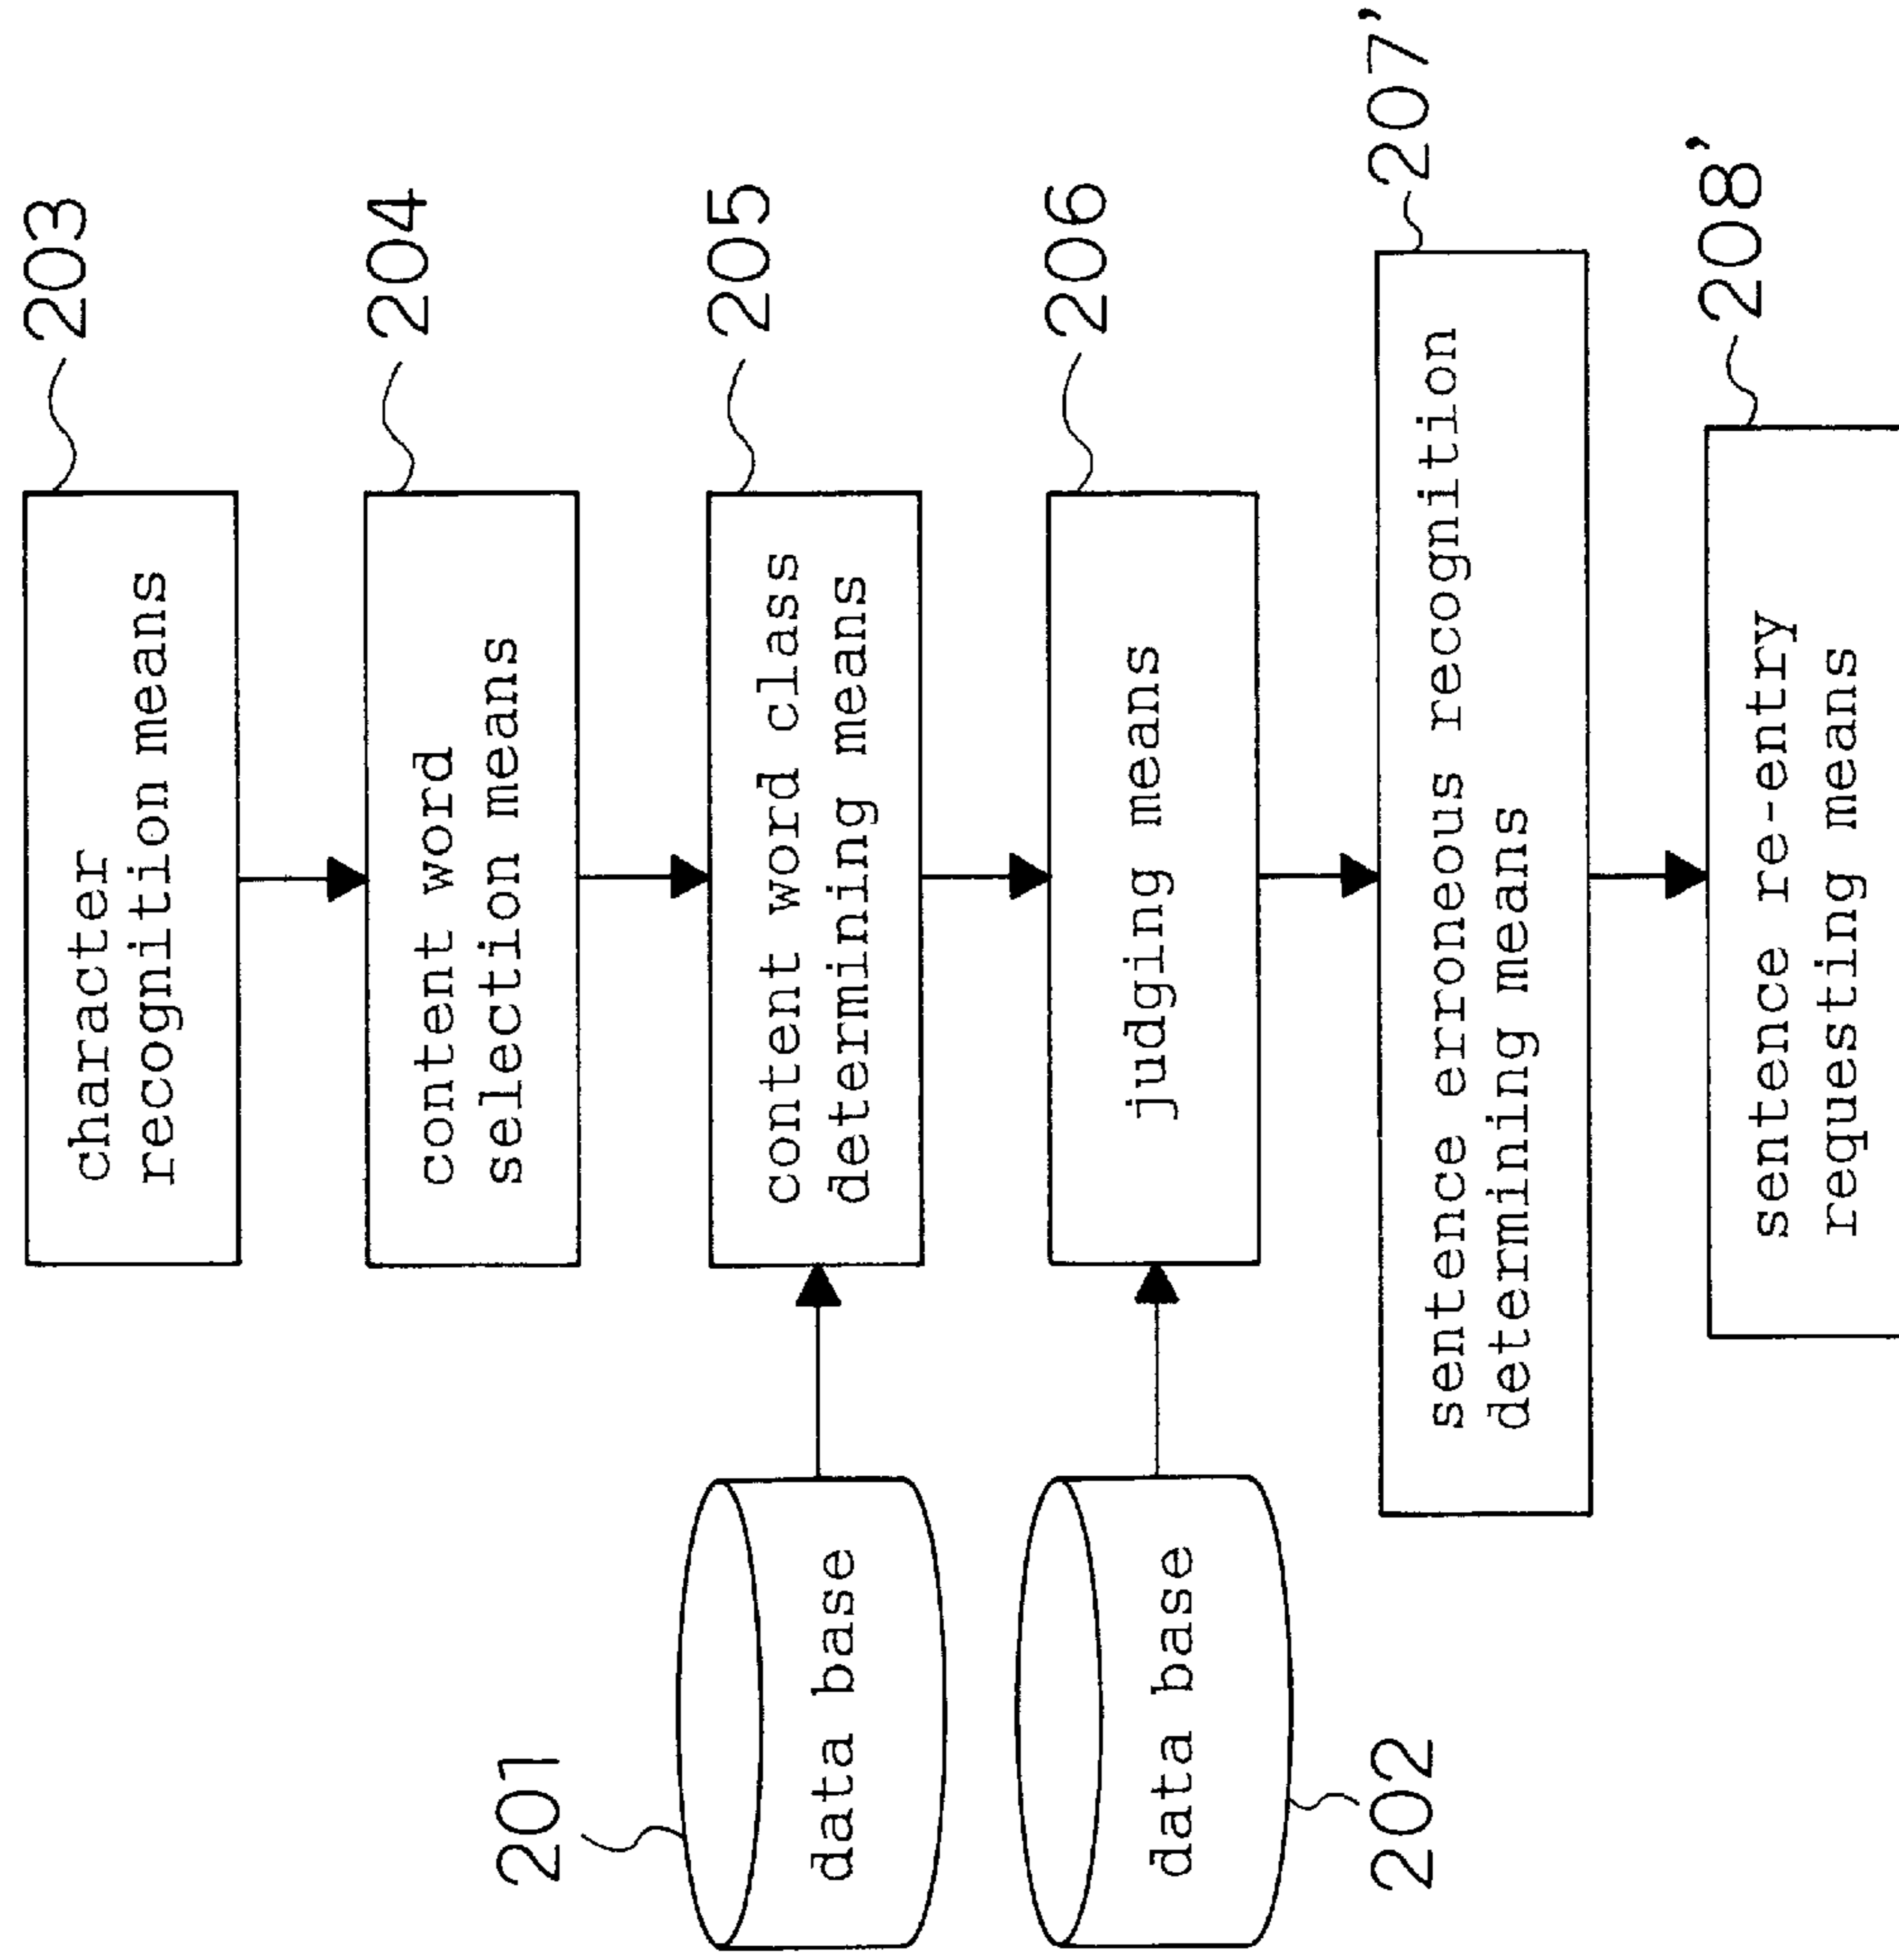 203
character
recognition means
204
content word
selection means
205
content word class
determining means
206
judging means
207'
sentence erroneous recognition
determining means
208'
sentence re-entry
requesting means
201
data base
202
data base